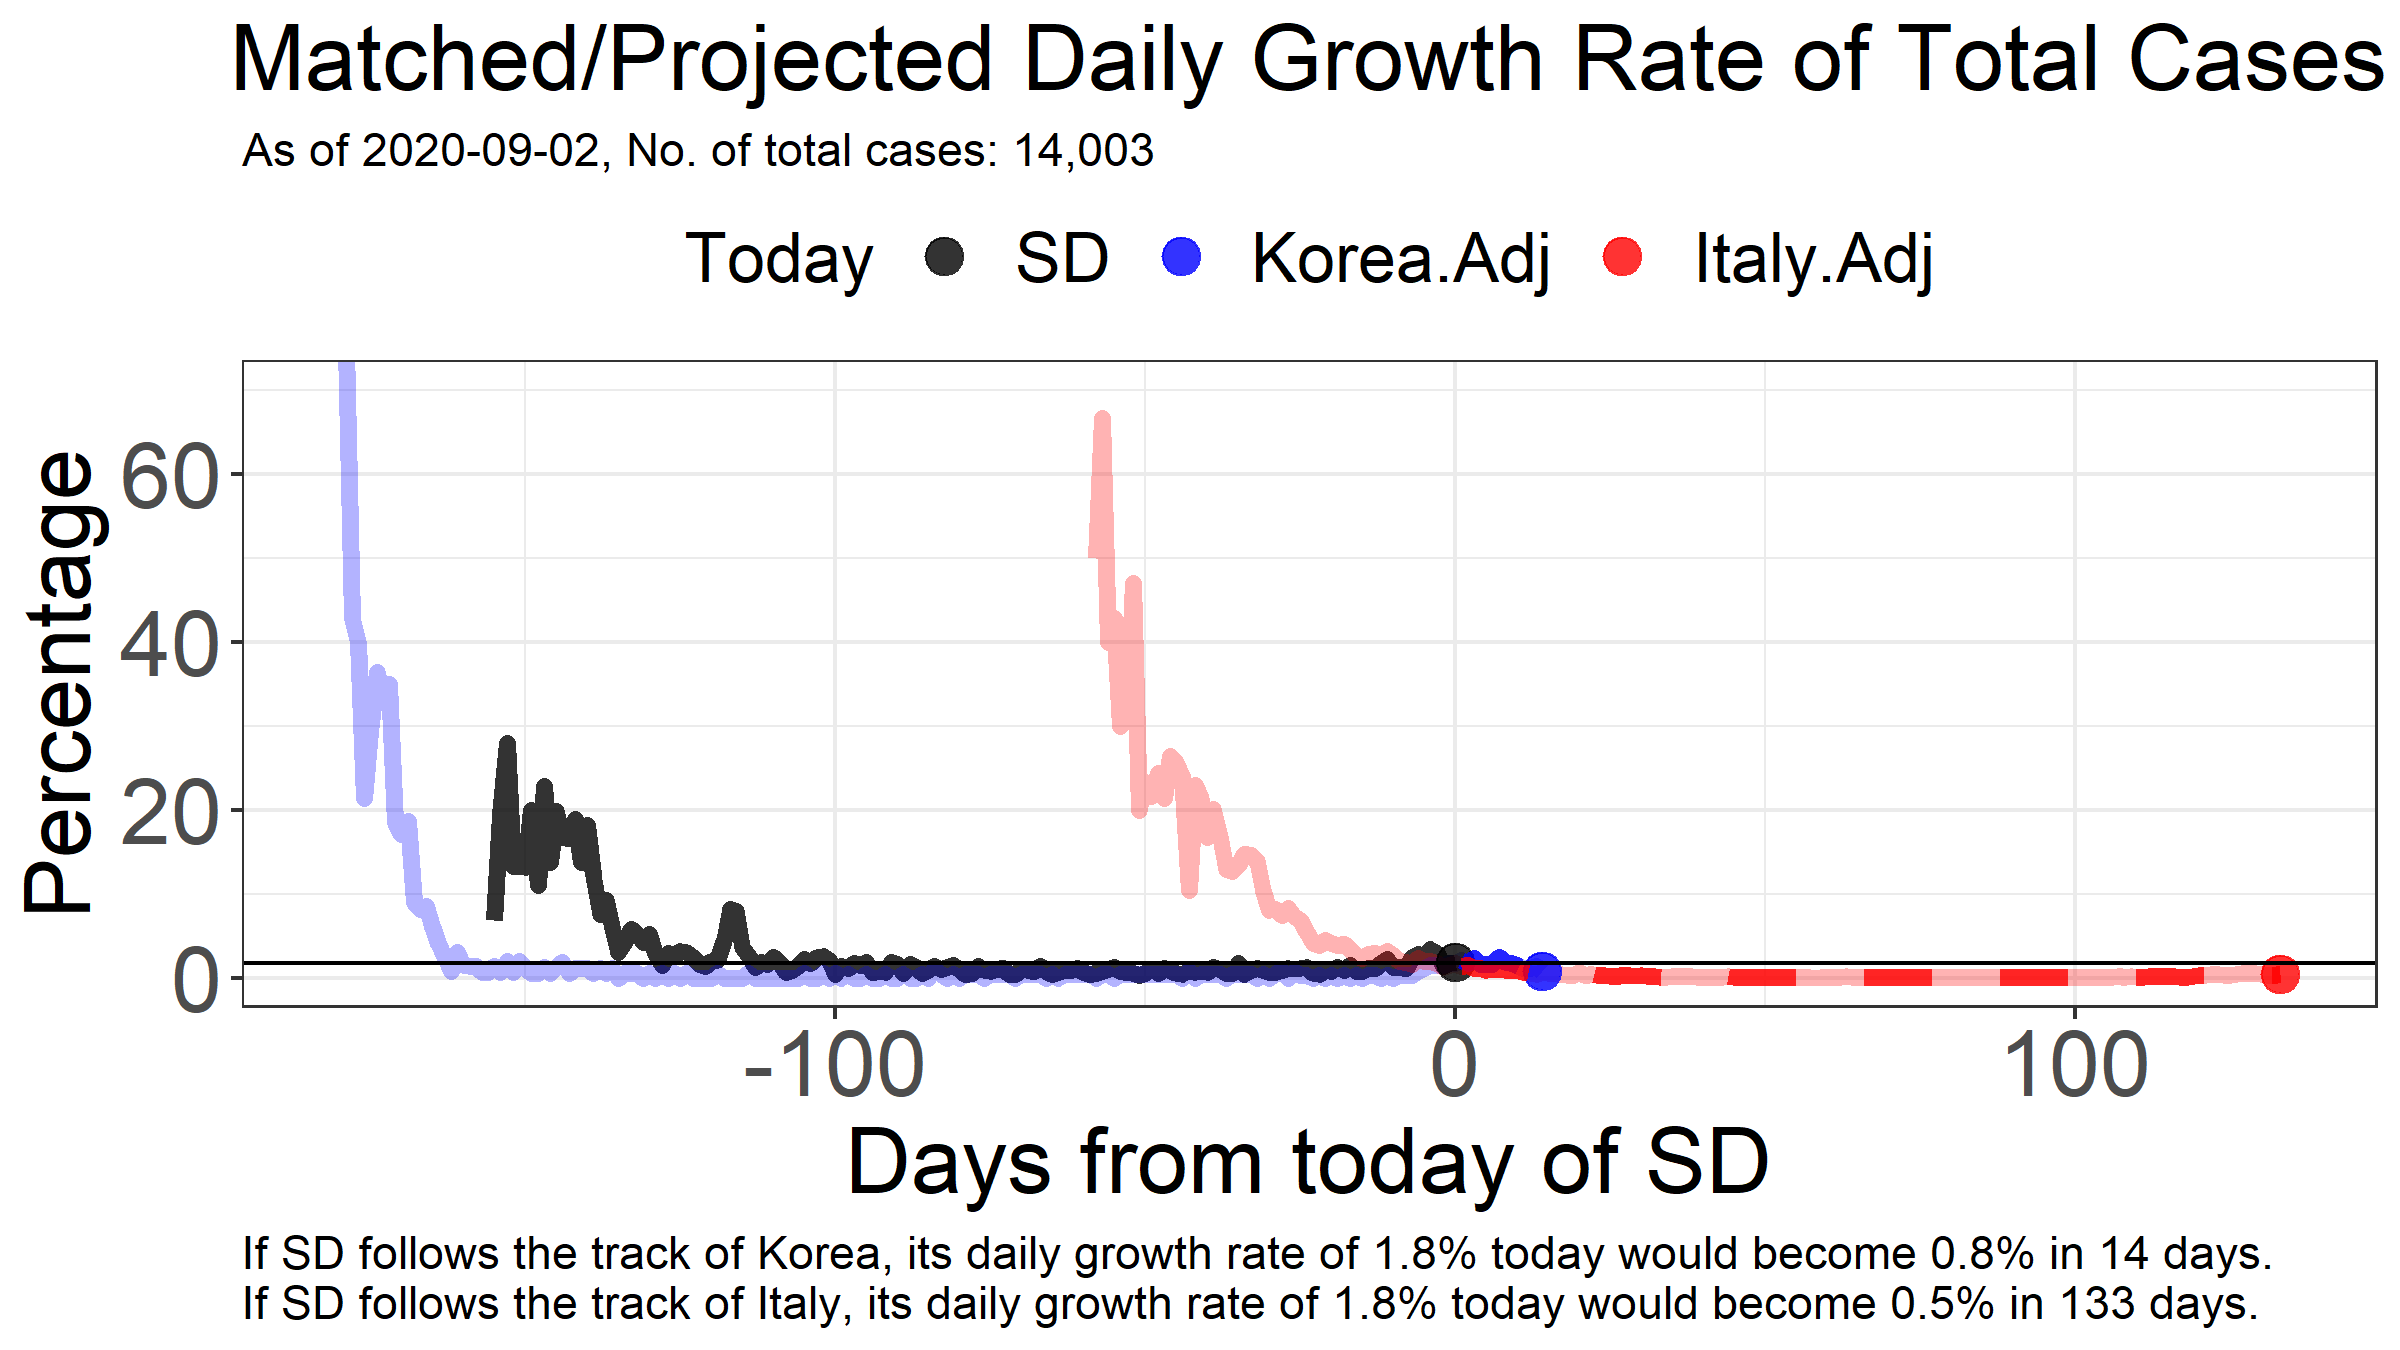 Matched/Projected Daily Growth Rate of Total Cases
As of 2020-09-02, No. of total cases: 14,003
Today SD Korea.Adj Italy.Adj
Percentage
60
40
20
0
-100 0 100
Days from today of SD
If SD follows the track of Korea, its daily growth rate of 1.8% today would become 0.8% in 14 days.
If SD follows the track of Italy, its daily growth rate of 1.8% today would become 0.5% in 133 days.